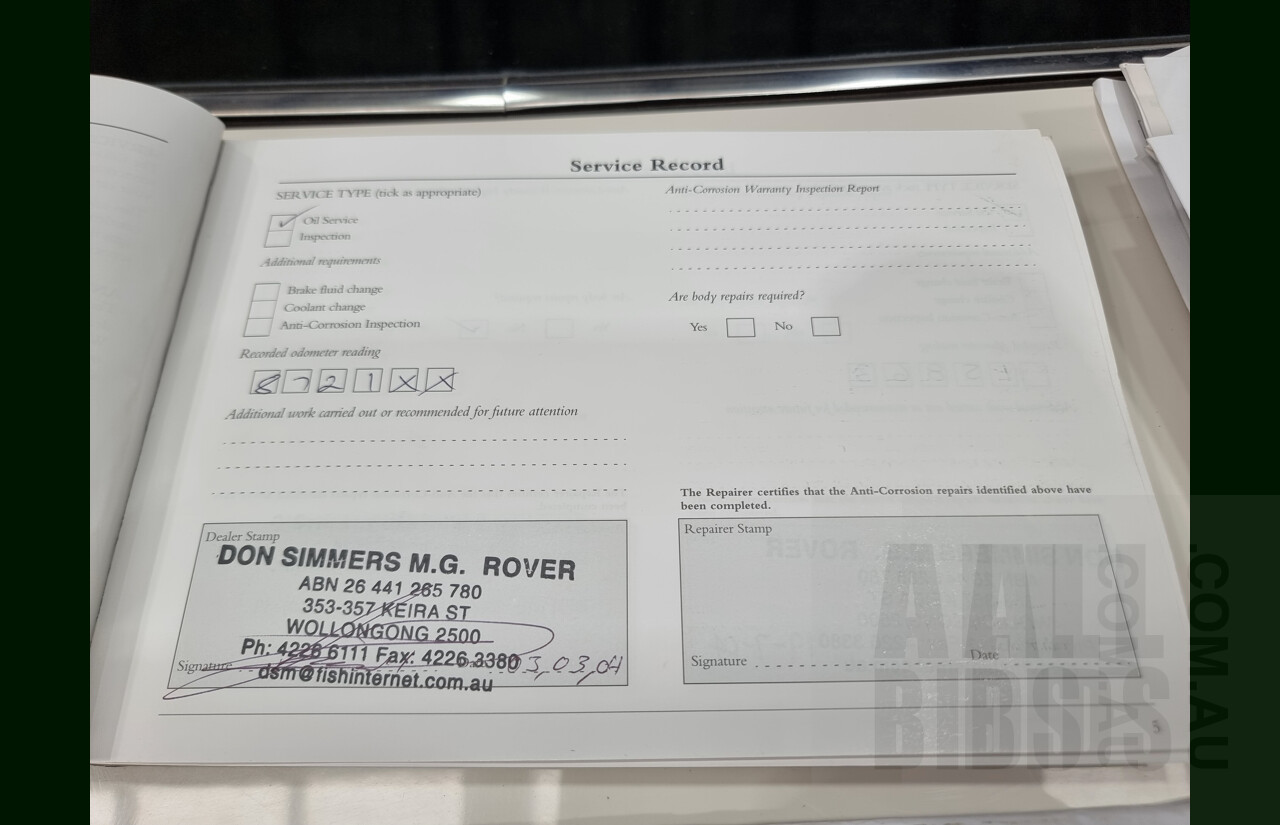 Service Record
SERVICE TYPE (tick as appropriate)
Oil Service
Inspection
Additional requirements
Brake fluid change
Coolant change
Anti-Corrosion Inspection
Recorded odometer reading
8 7 2 1 X X
Additional work carried out or recommended for future attention
Dealer Stamp
DON SIMMERS M.G. ROVER
ABN 26 441 265 780
353-357 KEIRA ST
WOLLONGONG 2500
Ph: 4226 6111 Fax: 4226 3380
Signature
03,03,04
dsm@fishinternet.com.au
Anti-Corrosion Warranty Inspection Report
Are body repairs required?
Yes No
The Repairer certifies that the Anti-Corrosion repairs identified above have
been completed.
Repairer Stamp
Signature Date
5
ALL
BIDS
.COM.AU